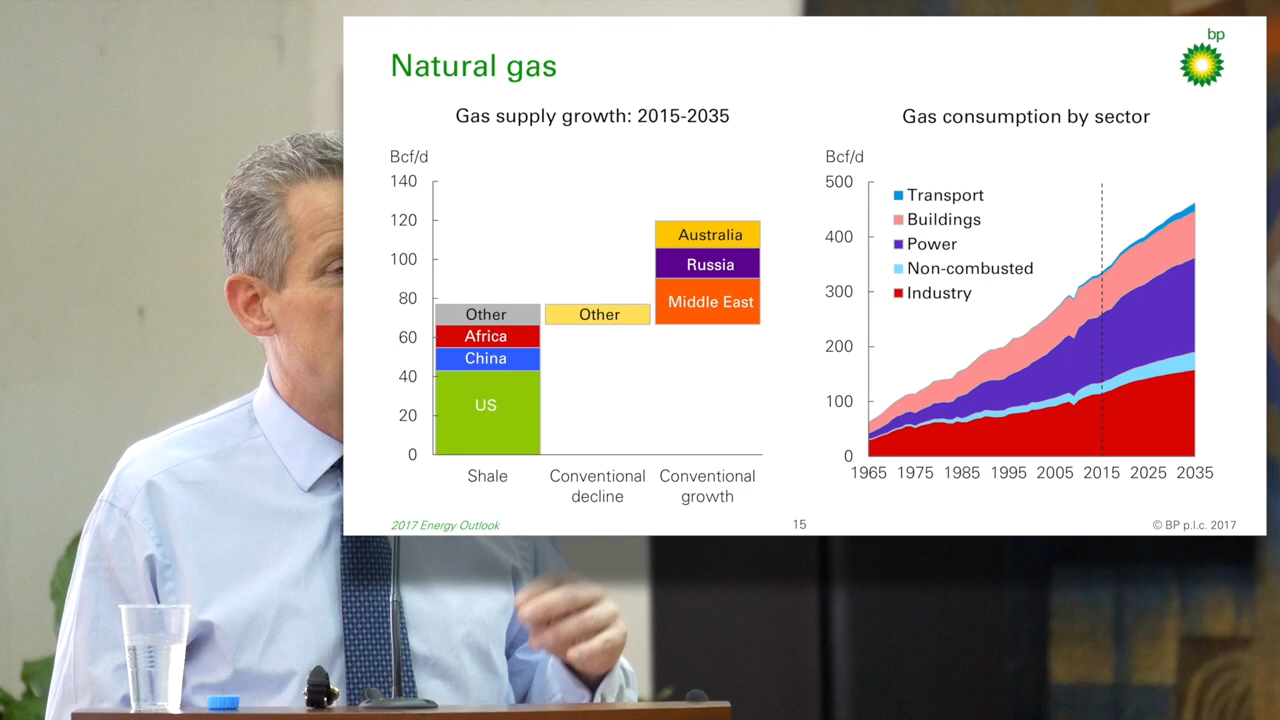 bp
Natural gas
Gas supply growth: 2015-2035
Bcf/d
140
120
100
80
60
40
20
0
Other
Africa
China
US
Other
Australia
Russia
Middle East
Shale
Conventional
decline
Conventional
growth
Gas consumption by sector
Bcf/d
500
400
300
200
100
0
Transport
Buildings
Power
Non-combusted
Industry
1965 1975 1985 1995 2005 2015 2025 2035
2017 Energy Outlook
15
© BP p.l.c. 2017